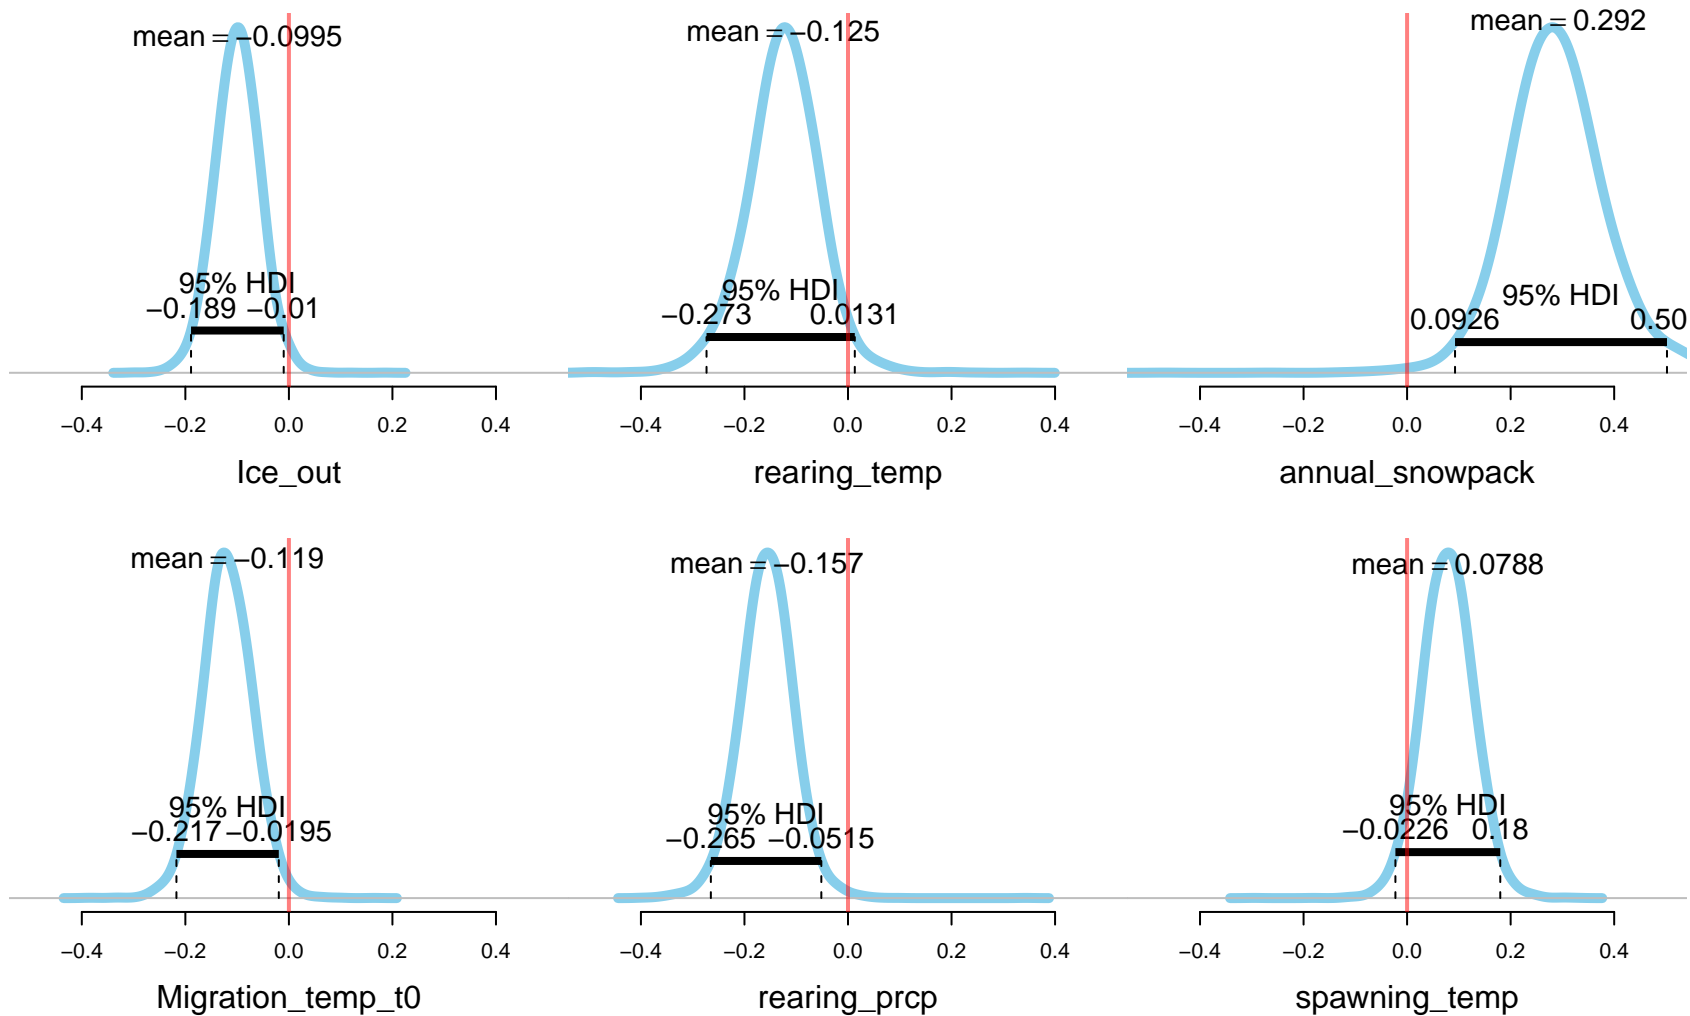 mean = −0.0995
95% HDI
−0.189 −0.01
−0.4 −0.2 0.0 0.2 0.4
Ice_out
mean = −0.125
95% HDI
−0.273 0.0131
−0.4 −0.2 0.0 0.2 0.4
rearing_temp
mean = 0.292
95% HDI
0.0926 0.50
−0.4 −0.2 0.0 0.2 0.4
annual_snowpack
mean = −0.119
95% HDI
−0.217 −0.0195
−0.4 −0.2 0.0 0.2 0.4
Migration_temp_t0
mean = −0.157
95% HDI
−0.265 −0.0515
−0.4 −0.2 0.0 0.2 0.4
rearing_prcp
mean = 0.0788
95% HDI
−0.0226 0.18
−0.4 −0.2 0.0 0.2 0.4
spawning_temp